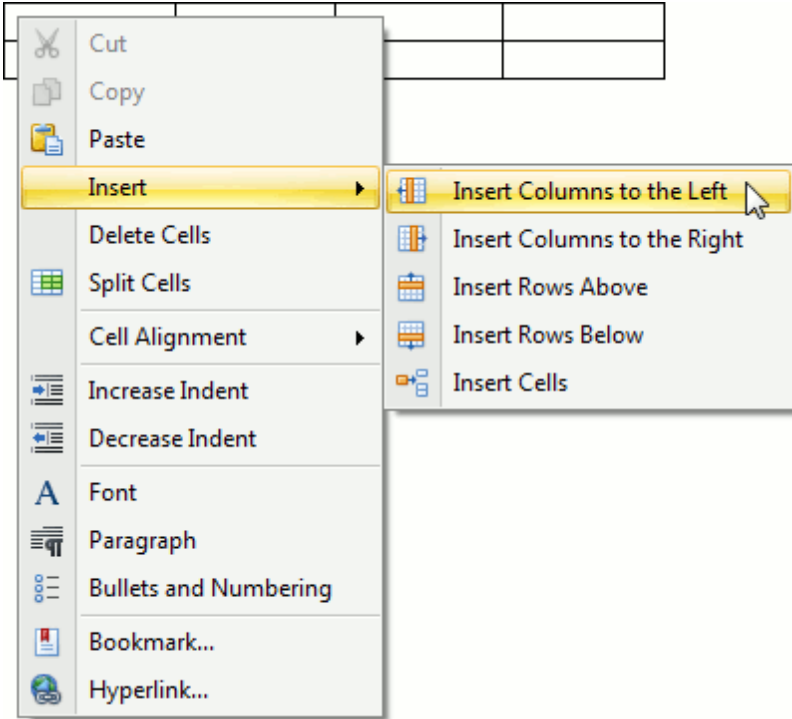 Cut
Copy
Paste
Insert
Delete Cells
Split Cells
Cell Alignment
Increase Indent
Decrease Indent
Font
Paragraph
Bullets and Numbering
Bookmark...
Hyperlink...
Insert Columns to the Left
Insert Columns to the Right
Insert Rows Above
Insert Rows Below
Insert Cells